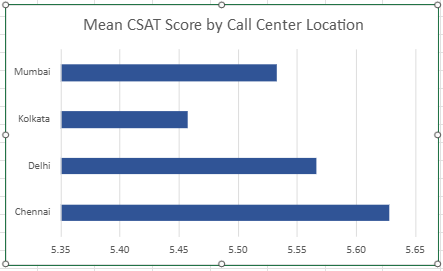 Mean CSAT Score by Call Center Location
Mumbai
Kolkata
Delhi
Chennai
5.35 5.40 5.45 5.50 5.55 5.60 5.65